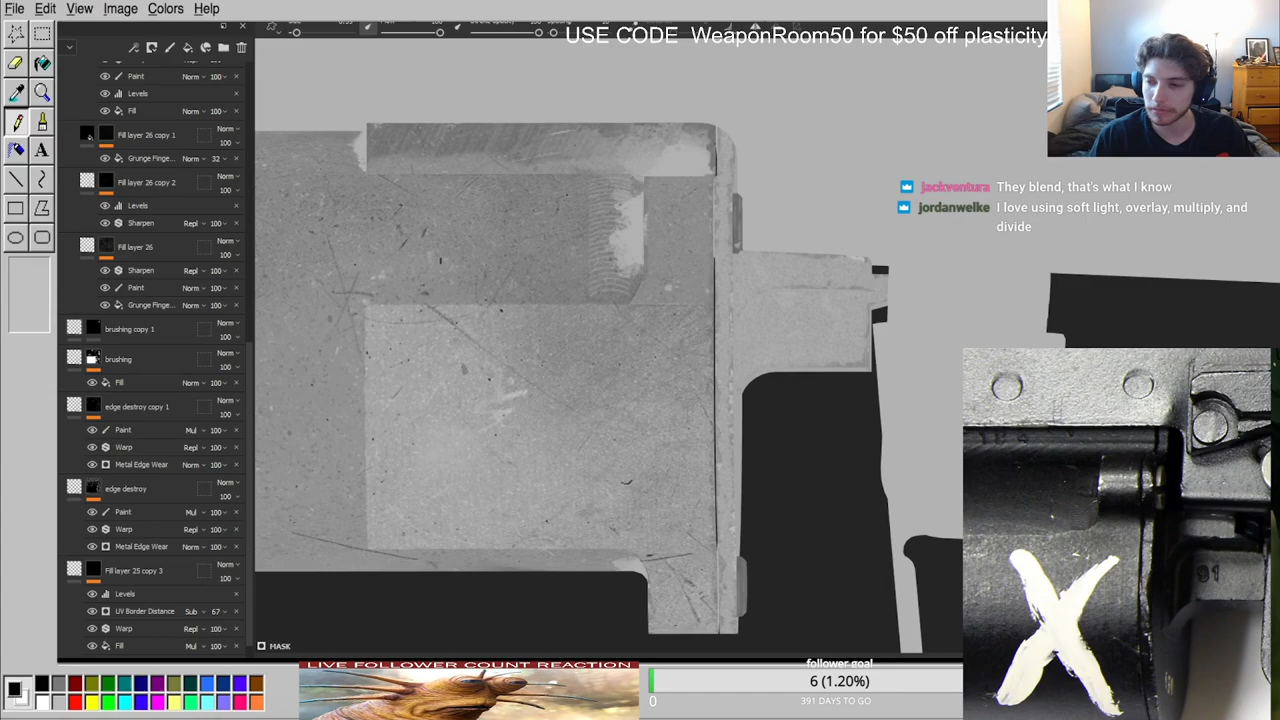 File Edit View Image Colors Help
USE CODE WeaponRoom50 for $50 off plasticity
Paint Norm 100
Levels
Fill Norm 100
Fill layer 26 copy 1 Norm 100
Grunge Finge... Norm 32
Fill layer 26 copy 2 Norm 100
Levels
Sharpen Repl 100
Fill layer 26 Norm 100
Sharpen Repl 100
Paint Norm 100
Grunge Finge... Norm 100
brushing copy 1 Norm 100
brushing Norm 100
Fill Norm 100
edge destroy copy 1 Norm 100
Paint Mul 100
Warp Repl 100
Metal Edge Wear Norm 100
edge destroy Norm 100
Paint Mul 100
Warp Repl 100
Metal Edge Wear Norm 100
Fill layer 25 copy 3 Norm 100
Levels
UV Border Distance Sub 67
Warp Repl 100
Fill Mul 100
MASK
jackventura They blend, that's what I know
jordanwelke I love using soft light, overlay, multiply, and
divide
91
LIVE FOLLOWER COUNT REACTION
follower goal
6 (1.20%)
0
391 DAYS TO GO